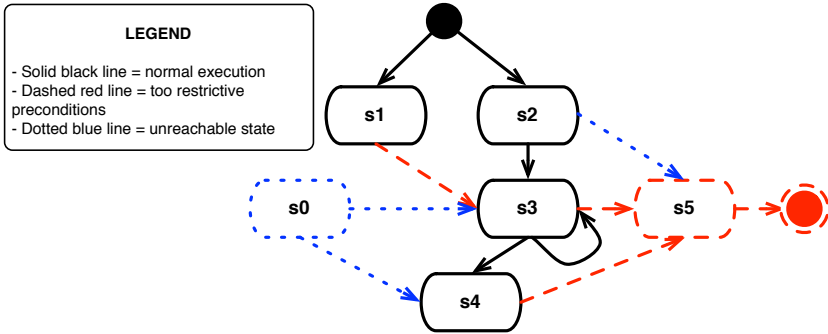 LEGEND
- Solid black line = normal execution
- Dashed red line = too restrictive
preconditions
- Dotted blue line = unreachable state
s1
s2
s0
s3
s5
s4